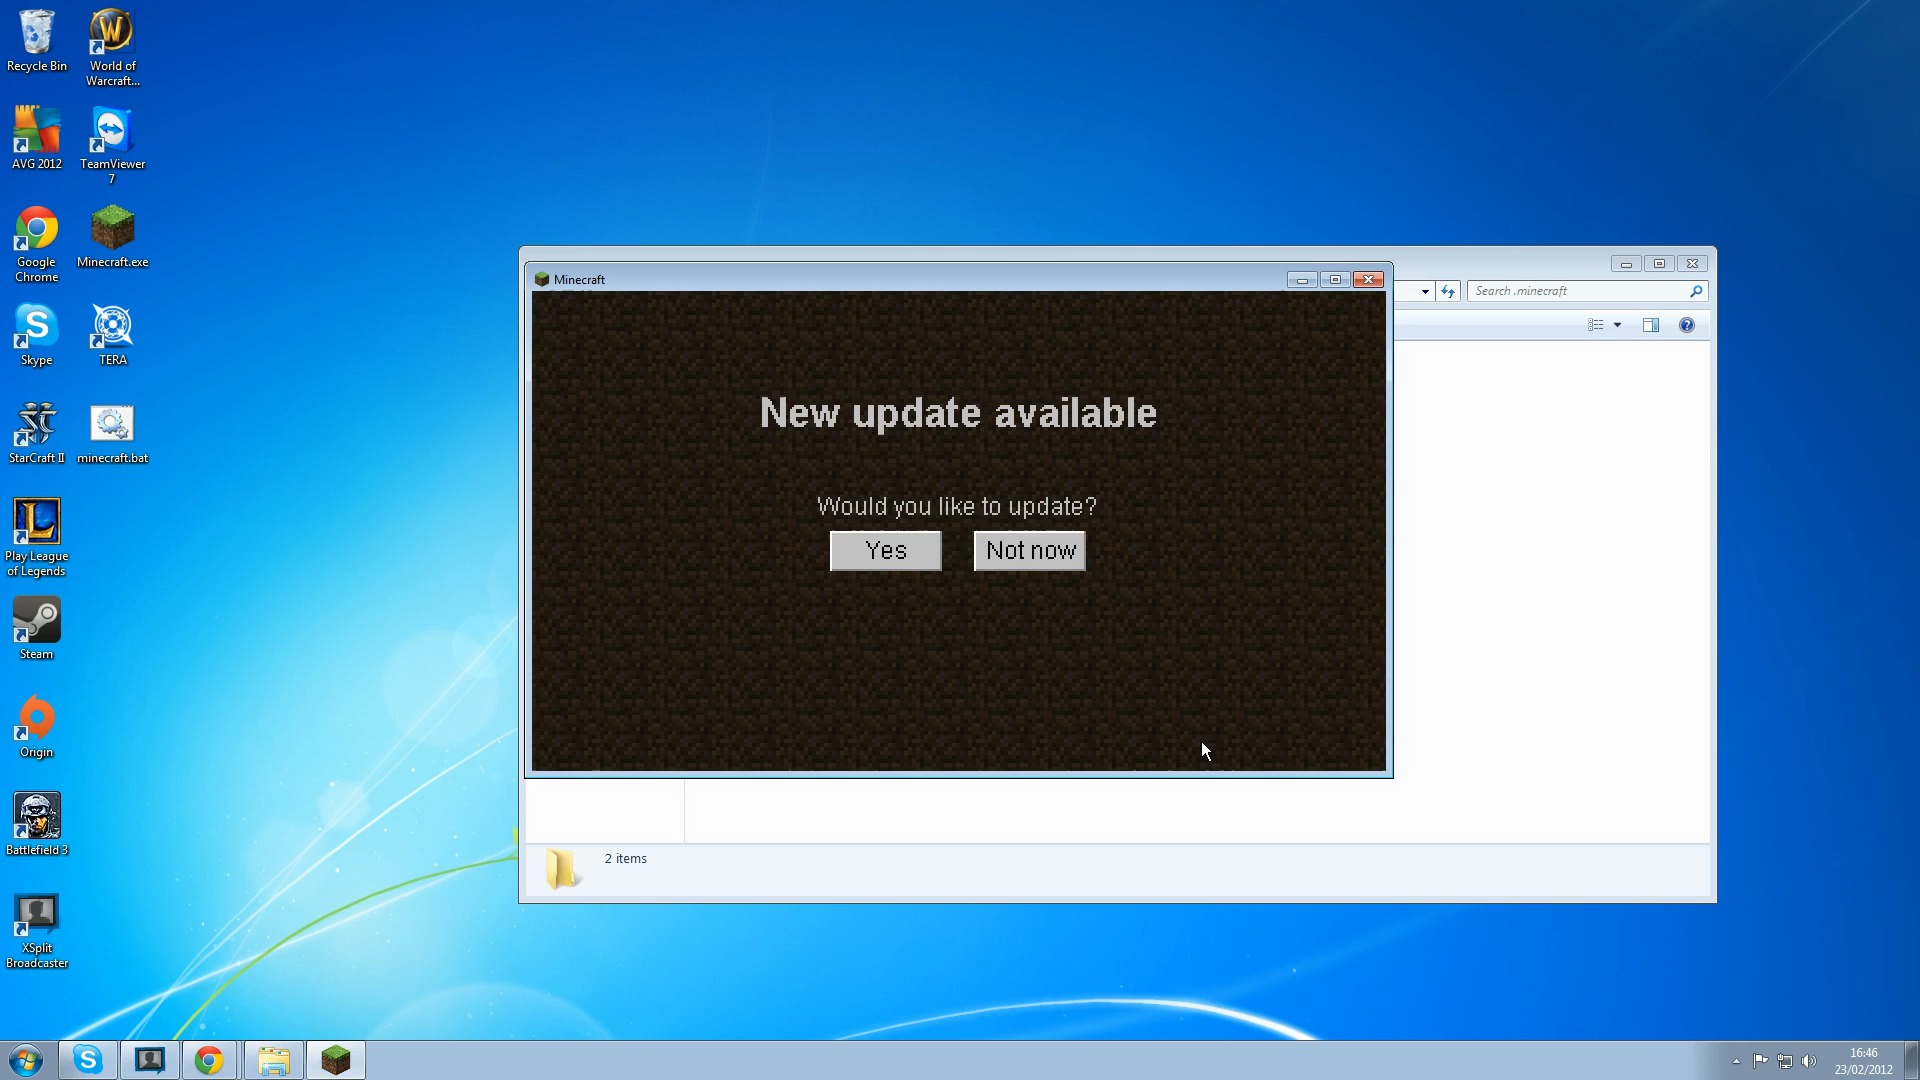 Recycle Bin
World of
Warcraft...
AVG 2012
TeamViewer
7
Google
Chrome
Minecraft.exe
Skype
TERA
StarCraft II
minecraft.bat
Play League
of Legends
Steam
Origin
Battlefield 3
XSplit
Broadcaster
Minecraft
Search .minecraft
New update available
Would you like to update?
Yes
Not now
2 items
16:46
23/02/2012